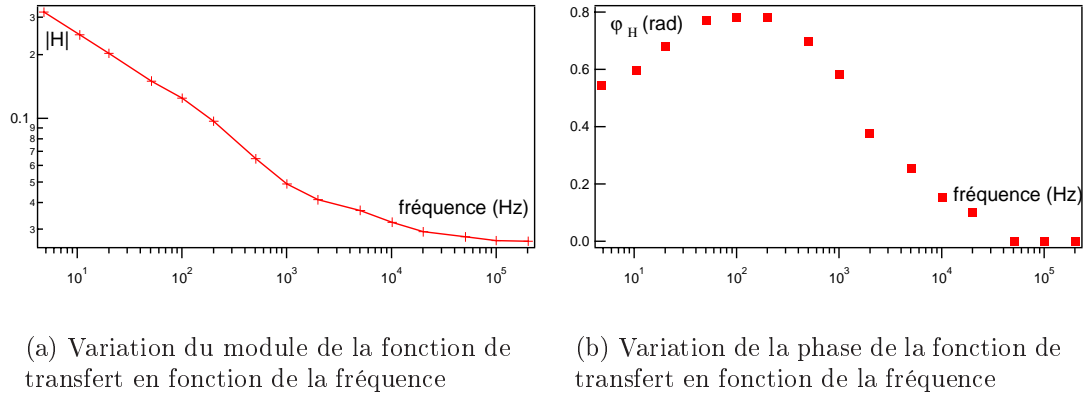 3
|H|
2
0.1
9
8
7
6
5
4
3
fréquence (Hz)
10¹ 10² 10³ 10⁴ 10⁵
0.8
φ H (rad)
0.6
0.4
0.2
0.0
fréquence (Hz)
10¹ 10² 10³ 10⁴ 10⁵
(a) Variation du module de la fonction de
transfert en fonction de la fréquence
(b) Variation de la phase de la fonction de
transfert en fonction de la fréquence